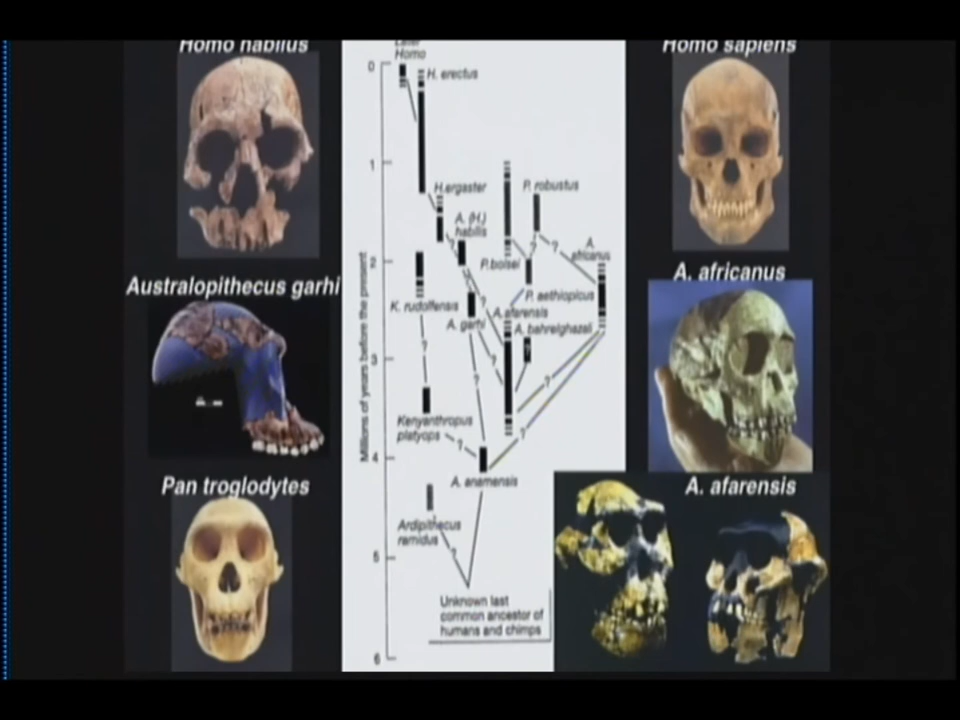 Homo habilis
Homo sapiens
Later
Homo
0
H. erectus
1
H.ergaster
P. robustus
A. (H.)
habilis
?
?
?
A.
africanus
2
P.boisei
?
K. rudolfensis
P. aethiopicus
A. garhi
A.afarensis
A. bahrelghazali
Australopithecus garhi
A. africanus
Millions of years before the present
?
?
3
?
?
Kenyanthropus
platyops
?
?
4
A. anamensis
Pan troglodytes
A. afarensis
Ardipithecus
ramidus
?
5
Unknown last
common ancestor of
humans and chimps
6